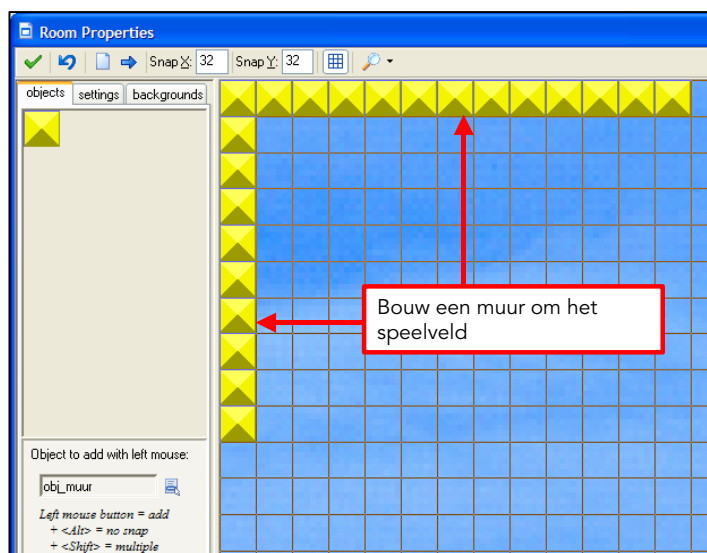 Room Properties
Snap X: 32 Snap Y: 32
objects settings backgrounds
Bouw een muur om het
speelveld
Object to add with left mouse:
obj_muur
Left mouse button = add
+ <Alt> = no snap
+ <Shift> = multiple